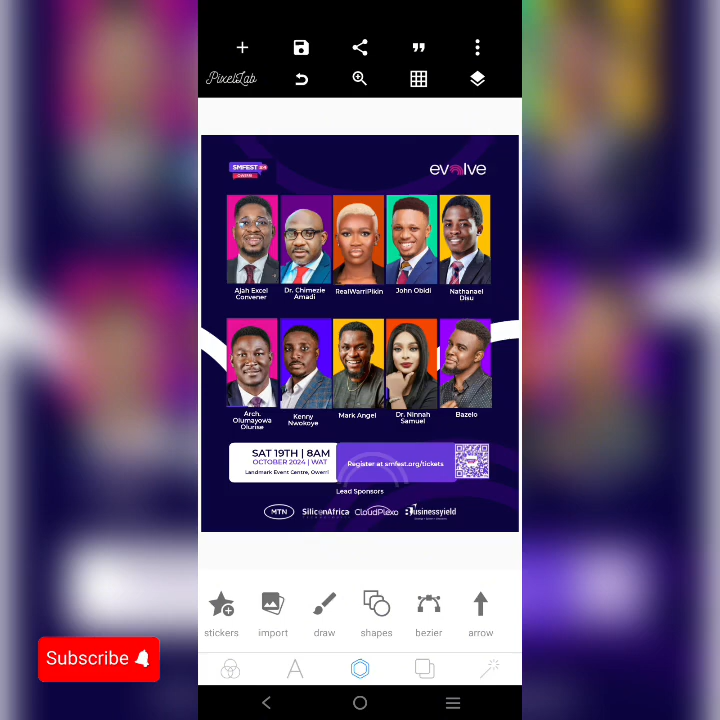 PixelLab
SMFEST 24
OWERRI
evolve
Ajah Excel
Convener
Dr. Chimezie
Amadi
RealWarriPikin
John Obidi
Nathanael
Disu
Arch.
Olumayowa
Olurise
Kenny
Nwokoye
Mark Angel
Dr. Ninnah
Samuel
Bazelo
SAT 19TH | 8AM
OCTOBER 2024 | WAT
Landmark Event Centre, Owerri
Register at smfest.org/tickets
Lead Sponsors
MTN
SiliconAfrica
CloudPlexo
Businessyield
stickers
import
draw
shapes
bezier
arrow
Subscribe